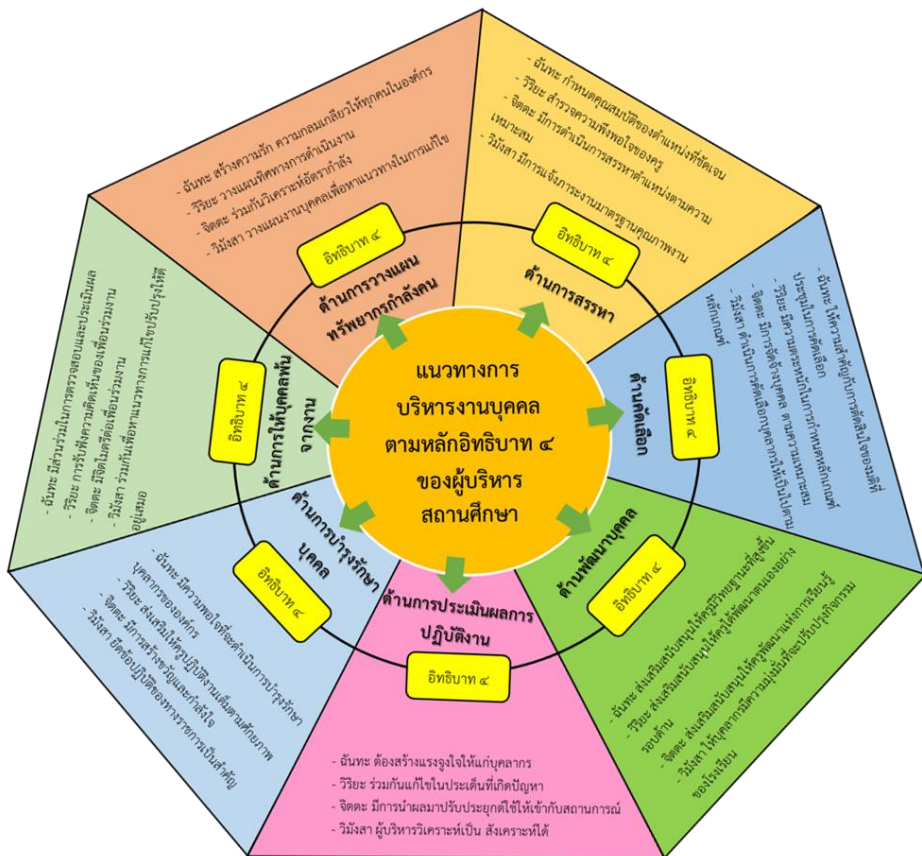 แนวทางการ
บริหารงานบุคคล
ตามหลักอิทธิบาท ๔
ของผู้บริหาร
สถานศึกษา
ด้านการวางแผน
ทรัพยากรกำลังคน
อิทธิบาท ๔
- ฉันทะ สร้างความรัก ความกลมเกลียวให้ทุกคนในองค์กร
- วิริยะ วางแผนทิศทางการดำเนินงาน
- จิตตะ ร่วมกันวิเคราะห์อัตรากำลัง
- วิมังสา วางแผนงานบุคคลเพื่อหาแนวทางในการแก้ไข
ด้านการสรรหา
อิทธิบาท ๔
- ฉันทะ กำหนดคุณสมบัติของตำแหน่งที่ชัดเจน
- วิริยะ สำรวจความพึงพอใจของครู
- จิตตะ มีการดำเนินการสรรหาตำแหน่งตามความ
เหมาะสม
- วิมังสา มีการแจ้งภาระงานมาตรฐานคุณภาพงาน
ด้านคัดเลือก
อิทธิบาท ๔
- ฉันทะ ให้ความสำคัญกับการตัดสินใจของมติที่
ประชุมในการคัดเลือก
- วิริยะ มีความตระหนักในการกำหนดหลักเกณฑ์
- จิตตะ มีการจัดจ้างบุคคล ตามความเหมาะสม
- วิมังสา ดำเนินการคัดเลือกบุคลากรให้เป็นไปตาม
หลักเกณฑ์
ด้านพัฒนาบุคคล
อิทธิบาท ๔
- ฉันทะ ส่งเสริมสนับสนุนให้ครูมีวิทยฐานะที่สูงขึ้น
- วิริยะ ส่งเสริมสนับสนุนให้ครูได้พัฒนาตนเองอย่าง
รอบด้าน
- จิตตะ ส่งเสริมสนับสนุนให้ครูพัฒนาแห่งการเรียนรู้
- วิมังสา ให้บุคลากรมีความมุ่งมั่นที่จะปรับปรุงกิจกรรม
ของโรงเรียน
ด้านการประเมินผลการ
ปฏิบัติงาน
อิทธิบาท ๔
- ฉันทะ ต้องสร้างแรงจูงใจให้แก่บุคลากร
- วิริยะ ร่วมกันแก้ไขในประเด็นที่เกิดปัญหา
- จิตตะ มีการนำผลมาปรับประยุกต์ใช้ให้เข้ากับสถานการณ์
- วิมังสา ผู้บริหารวิเคราะห์เป็น สังเคราะห์ได้
ด้านการบำรุงรักษา
บุคคล
อิทธิบาท ๔
- ฉันทะ มีความพอใจที่จะดำเนินการบำรุงรักษา
บุคลากรขององค์กร
- วิริยะ ส่งเสริมให้ครูปฏิบัติงานเต็มตามศักยภาพ
- จิตตะ มีการสร้างขวัญและกำลังใจ
- วิมังสา ยึดข้อปฏิบัติของทางราชการเป็นสำคัญ
ด้านการให้บุคคลพ้น
จากงาน
อิทธิบาท ๔
- ฉันทะ มีส่วนร่วมในการตรวจสอบและประเมินผล
- วิริยะ การรับฟังความคิดเห็นของเพื่อนร่วมงาน
- จิตตะ มีจิตไมตรีต่อเพื่อนร่วมงาน
- วิมังสา ร่วมกันเพื่อหาแนวทางการแก้ไขปรับปรุงให้ดี
อยู่เสมอ